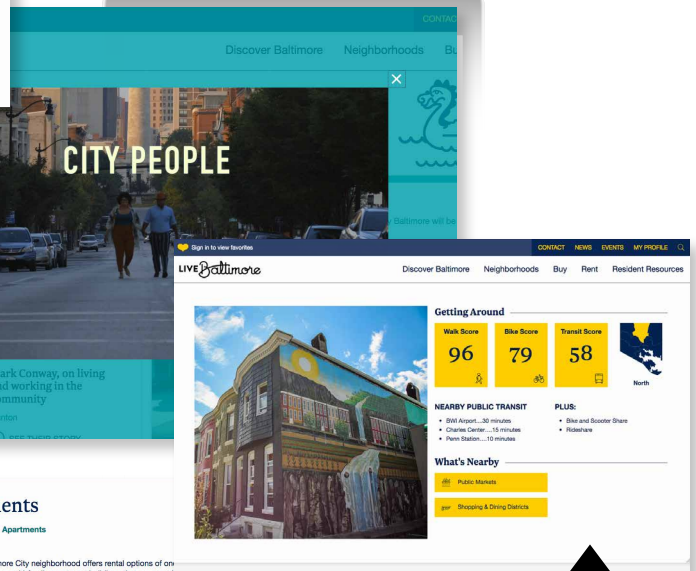 CONTAC
Discover Baltimore Neighborhoods Bu
CITY PEOPLE
Baltimore will be
ark Conway, on living
nd working in the
ommunity
nton
SEE THEIR STORY
Sign in to view favorites
CONTACT NEWS EVENTS MY PROFILE
LIVE Baltimore
Discover Baltimore Neighborhoods Buy Rent Resident Resources
Getting Around
Walk Score
96
Bike Score
79
Transit Score
58
North
NEARBY PUBLIC TRANSIT
• BWI Airport....30 minutes
• Charles Center....15 minutes
• Penn Station....10 minutes
PLUS:
• Bike and Scooter Share
• Rideshare
What's Nearby
Public Markets
Shopping & Dining Districts
ents
Apartments
ore City neighborhood offers rental options of on